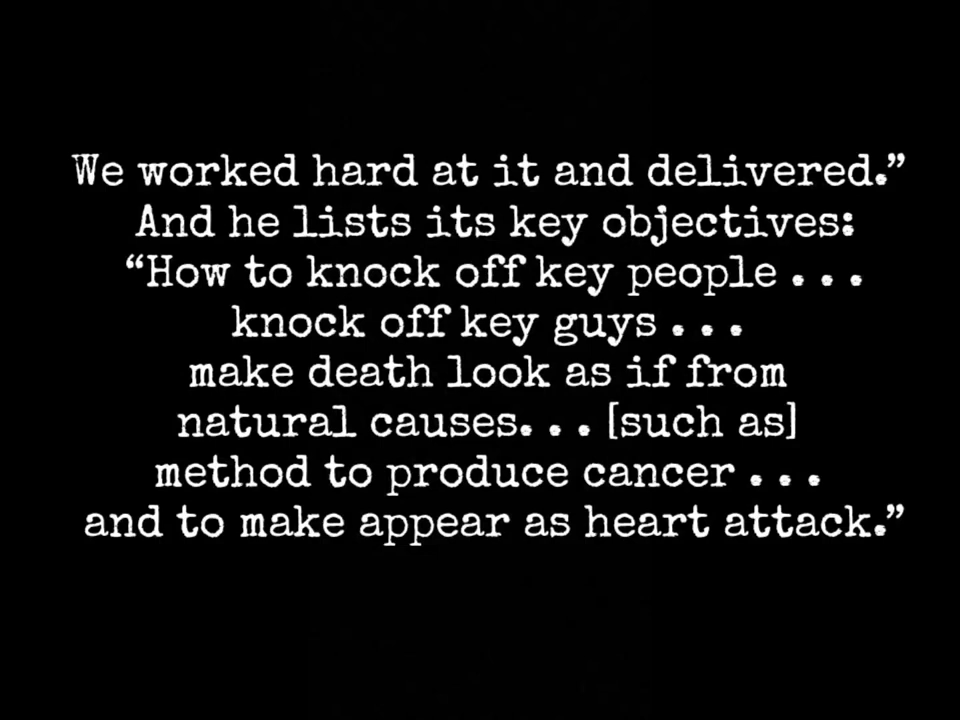 We worked hard at it and delivered.”
And he lists its key objectives:
“How to knock off key people . . .
knock off key guys . . .
make death look as if from
natural causes. . . [such as]
method to produce cancer . . .
and to make appear as heart attack.”